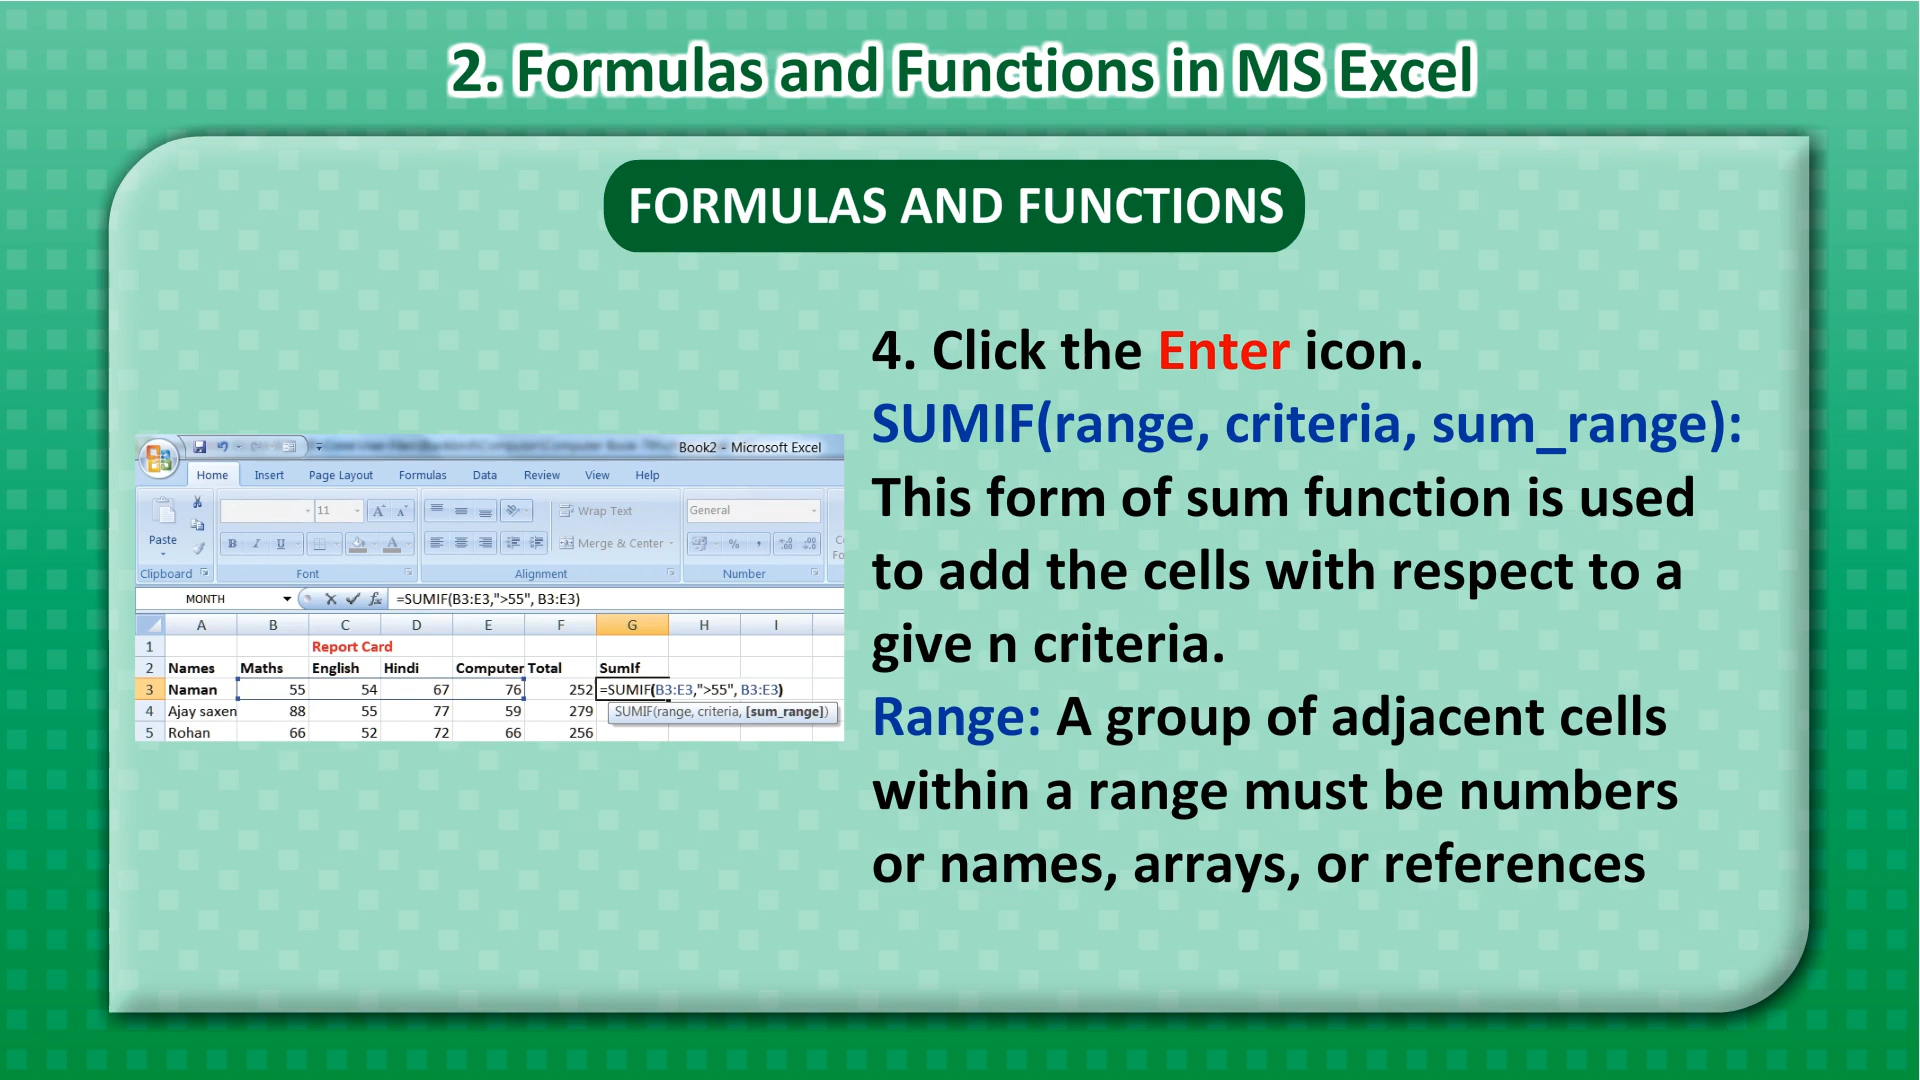 2. Formulas and Functions in MS Excel
FORMULAS AND FUNCTIONS
4. Click the Enter icon.
SUMIF(range, criteria, sum_range):
This form of sum function is used
to add the cells with respect to a
give n criteria.
Range: A group of adjacent cells
within a range must be numbers
or names, arrays, or references
Book2 - Microsoft Excel
Home Insert Page Layout Formulas Data Review View Help
11 A A Wrap Text General
Paste B I U A Merge & Center % ,
Clipboard Font Alignment Number
MONTH fx =SUMIF(B3:E3,">55", B3:E3)
A B C D E F G H I
1 Report Card
2 Names Maths English Hindi Computer Total SumIf
3 Naman 55 54 67 76 252 =SUMIF(B3:E3,">55", B3:E3)
4 Ajay saxen 88 55 77 59 279 SUMIF(range, criteria, [sum_range])
5 Rohan 66 52 72 66 256